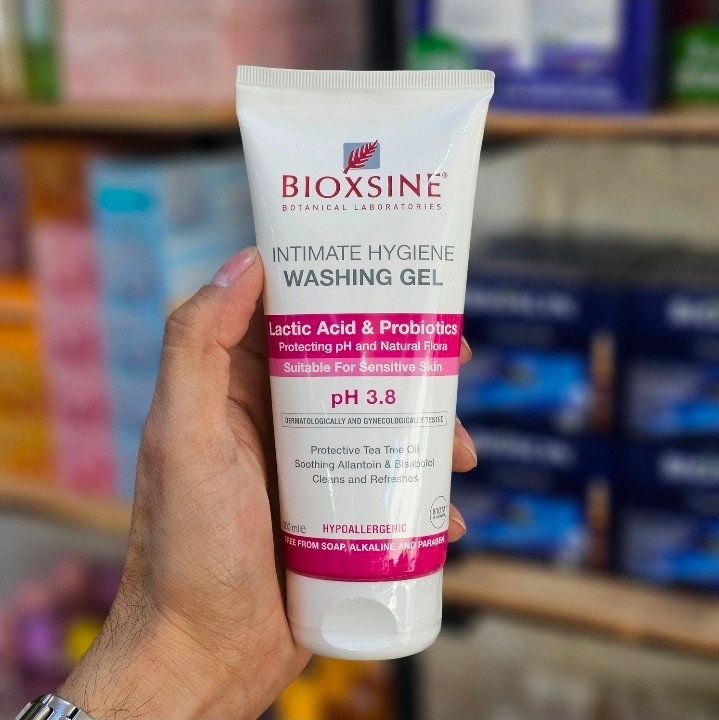 BIOXSINE®
BOTANICAL LABORATORIES
INTIMATE HYGIENE
WASHING GEL
Lactic Acid & Probiotics
Protecting pH and Natural Flora
Suitable For Sensitive Skin
pH 3.8
DERMATOLOGICALLY AND GYNECOLOGICALLY TESTED
Protective Tea Tree Oil
Soothing Allantoin & Bisabolol
Cleans and Refreshes
ml e
HYPOALLERGENIC
FREE FROM SOAP, ALKALINE AND PARABEN